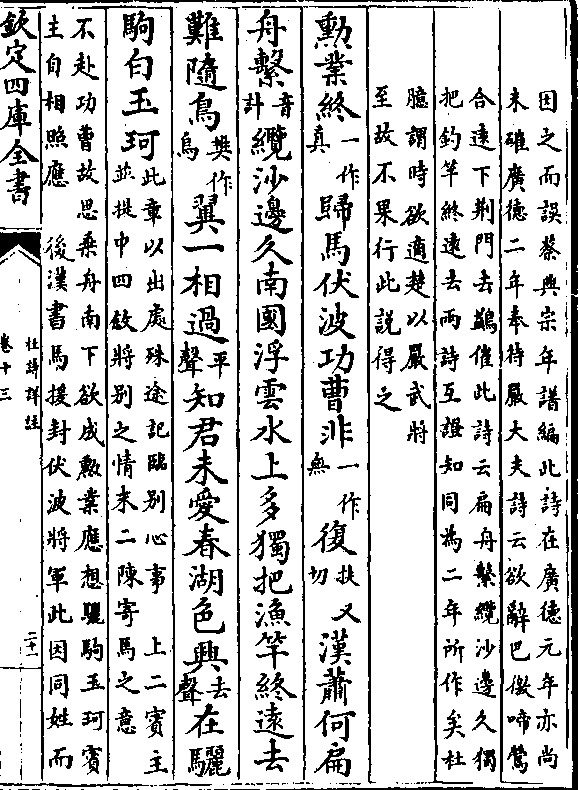 因之而誤蔡興宗年譜編此詩在廣德元年亦尚
未確廣德二年奉待嚴大夫詩云欲辭巴徼啼鶯
合遠下荆門去鷁催此詩云扁舟繫纜沙邊久獨
把釣竿終遠去兩詩互證知同為二年所作矣杜
臆謂時欲適楚以嚴武將
至故不果行此說得之
勳業終一作真歸馬伏波功曹非一作無復扶又切漢蕭何扁
舟繫音計纜沙邊久南國浮雲水上多獨把漁竿終遠去
難隨鳥樊作烏翼一相過平聲知君未愛春湖色興去聲在驪
駒白玉珂此章以出處殊途記臨別心事 上二賓主
並提中四敘將別之情末二陳寄馬之意
不赴功曹故思乗舟南下欲成勲業應想驪駒玉珂賓
主自相照應 後漢書馬援封伏波將軍此因同姓而
欽定四庫全書
杜詩詳註
卷十三
二十一